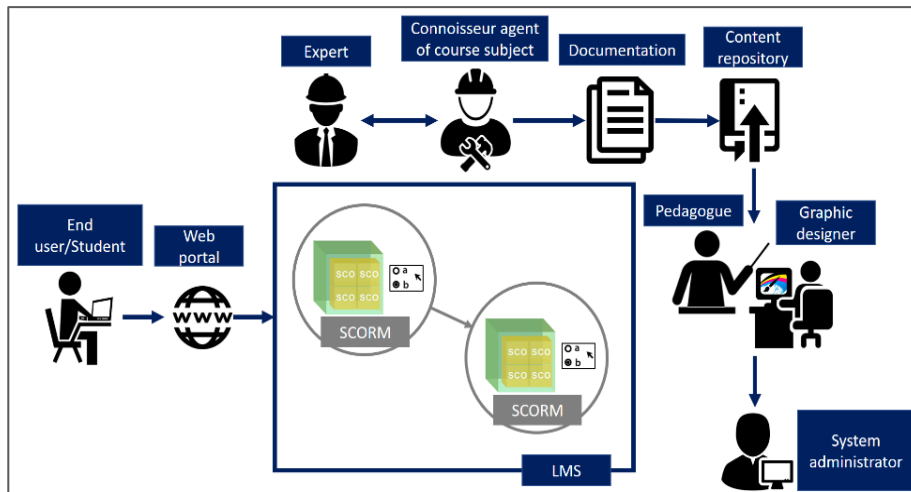 Expert
Connoisseur agent
of course subject
Documentation
Content
repository
End
user/Student
Web
portal
www
sco sco
sco sco
a
b
SCORM
sco sco
sco sco
a
b
SCORM
LMS
Pedagogue
Graphic
designer
System
administrator